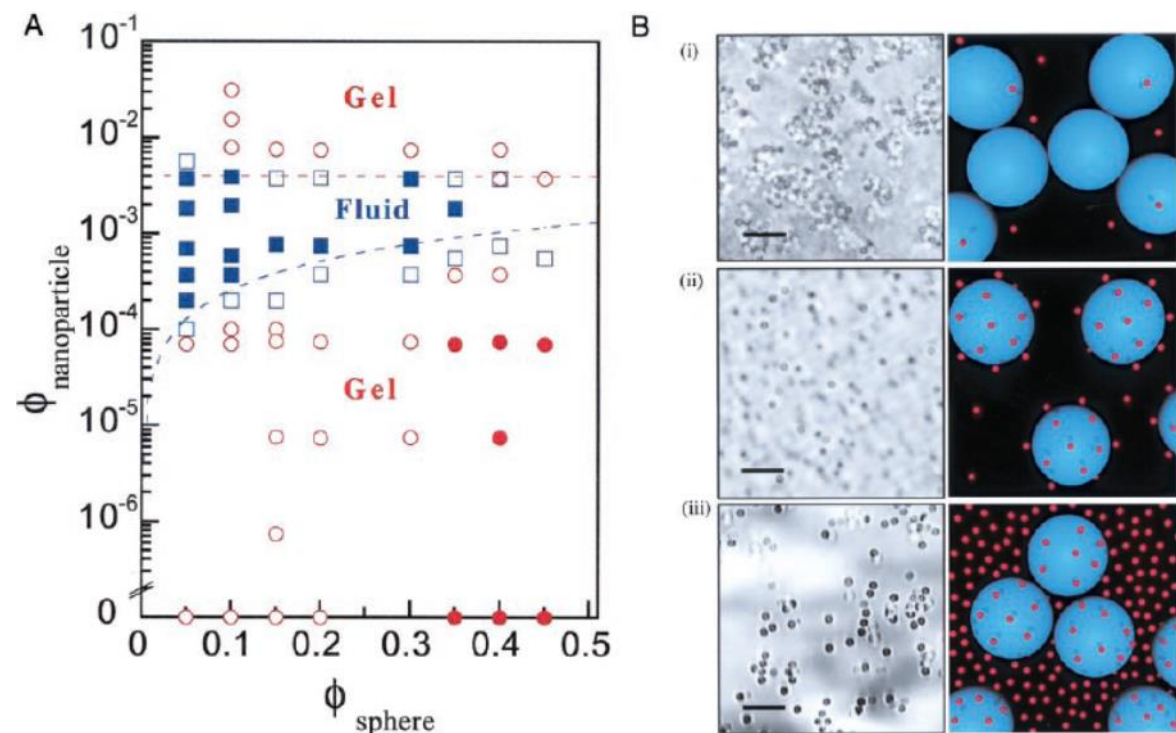 A
10⁻¹
10⁻²
10⁻³
10⁻⁴
10⁻⁵
10⁻⁶
0
ϕ nanoparticle
Gel
Fluid
Gel
0 0.1 0.2 0.3 0.4 0.5
ϕ sphere
B
(i)
(ii)
(iii)